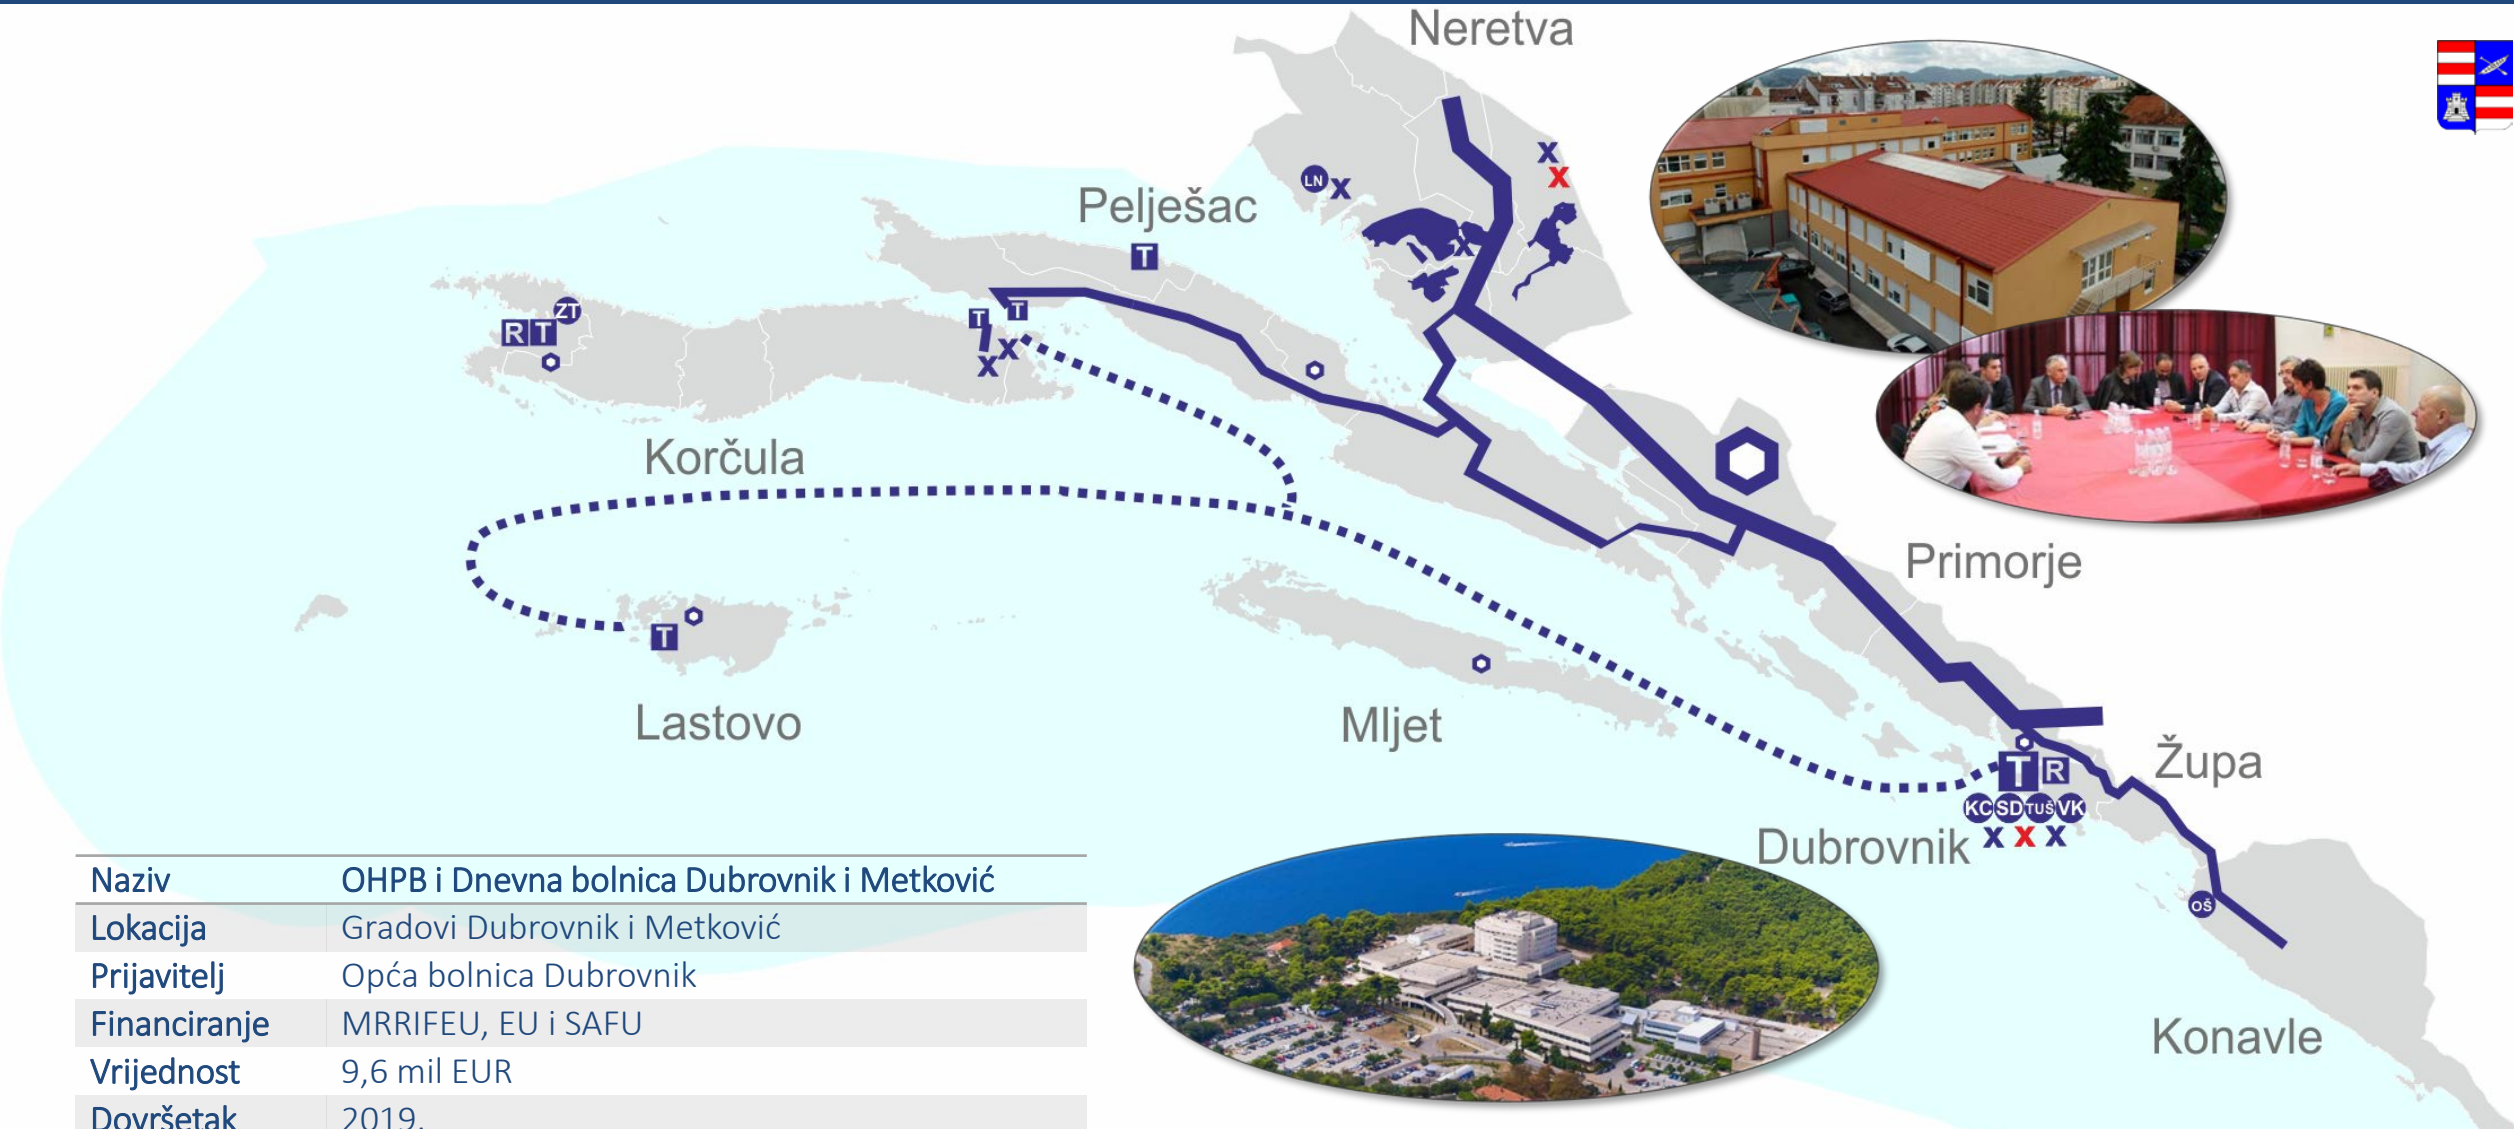 Neretva
X
X
LN X
Pelješac
T
X
ZT
R T
T T
X X
Korčula
Primorje
T
Lastovo
Mljet
Župa
T R
KC SD TUŠ VK
Dubrovnik X X X
OŠ
Konavle
Naziv OHPB i Dnevna bolnica Dubrovnik i Metković
Lokacija Gradovi Dubrovnik i Metković
Prijavitelj Opća bolnica Dubrovnik
Financiranje MRRIFEU, EU i SAFU
Vrijednost 9,6 mil EUR
Dovršetak 2019.